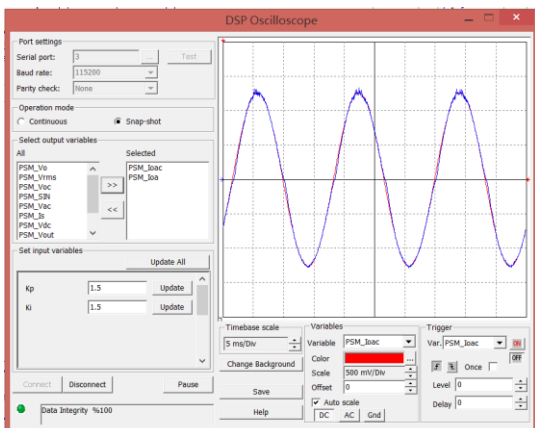 DSP Oscilloscope
Port settings
Serial port: 3 ... Test
Baud rate: 115200
Parity check: None
Operation mode
Continuous Snap-shot
Select output variables
All Selected
PSM_Vo PSM_Ioac
PSM_Vrms PSM_Ioa
PSM_Voc
PSM_SIN >>
PSM_Vac
PSM_Is <<
PSM_Vdc
PSM_Vout
Set input variables
Update All
Kp 1.5 Update
Ki 1.5 Update
Connect Disconnect Pause
Data Integrity %100
Timebase scale
5 ms/Div
Change Background
Save
Help
Variables
Variable PSM_Ioac
Color ...
Scale 500 mV/Div
Offset 0
Auto scale
DC AC Gnd
Trigger
Var. PSM_Ioac ON
OFF
Once
Level 0
Delay 0